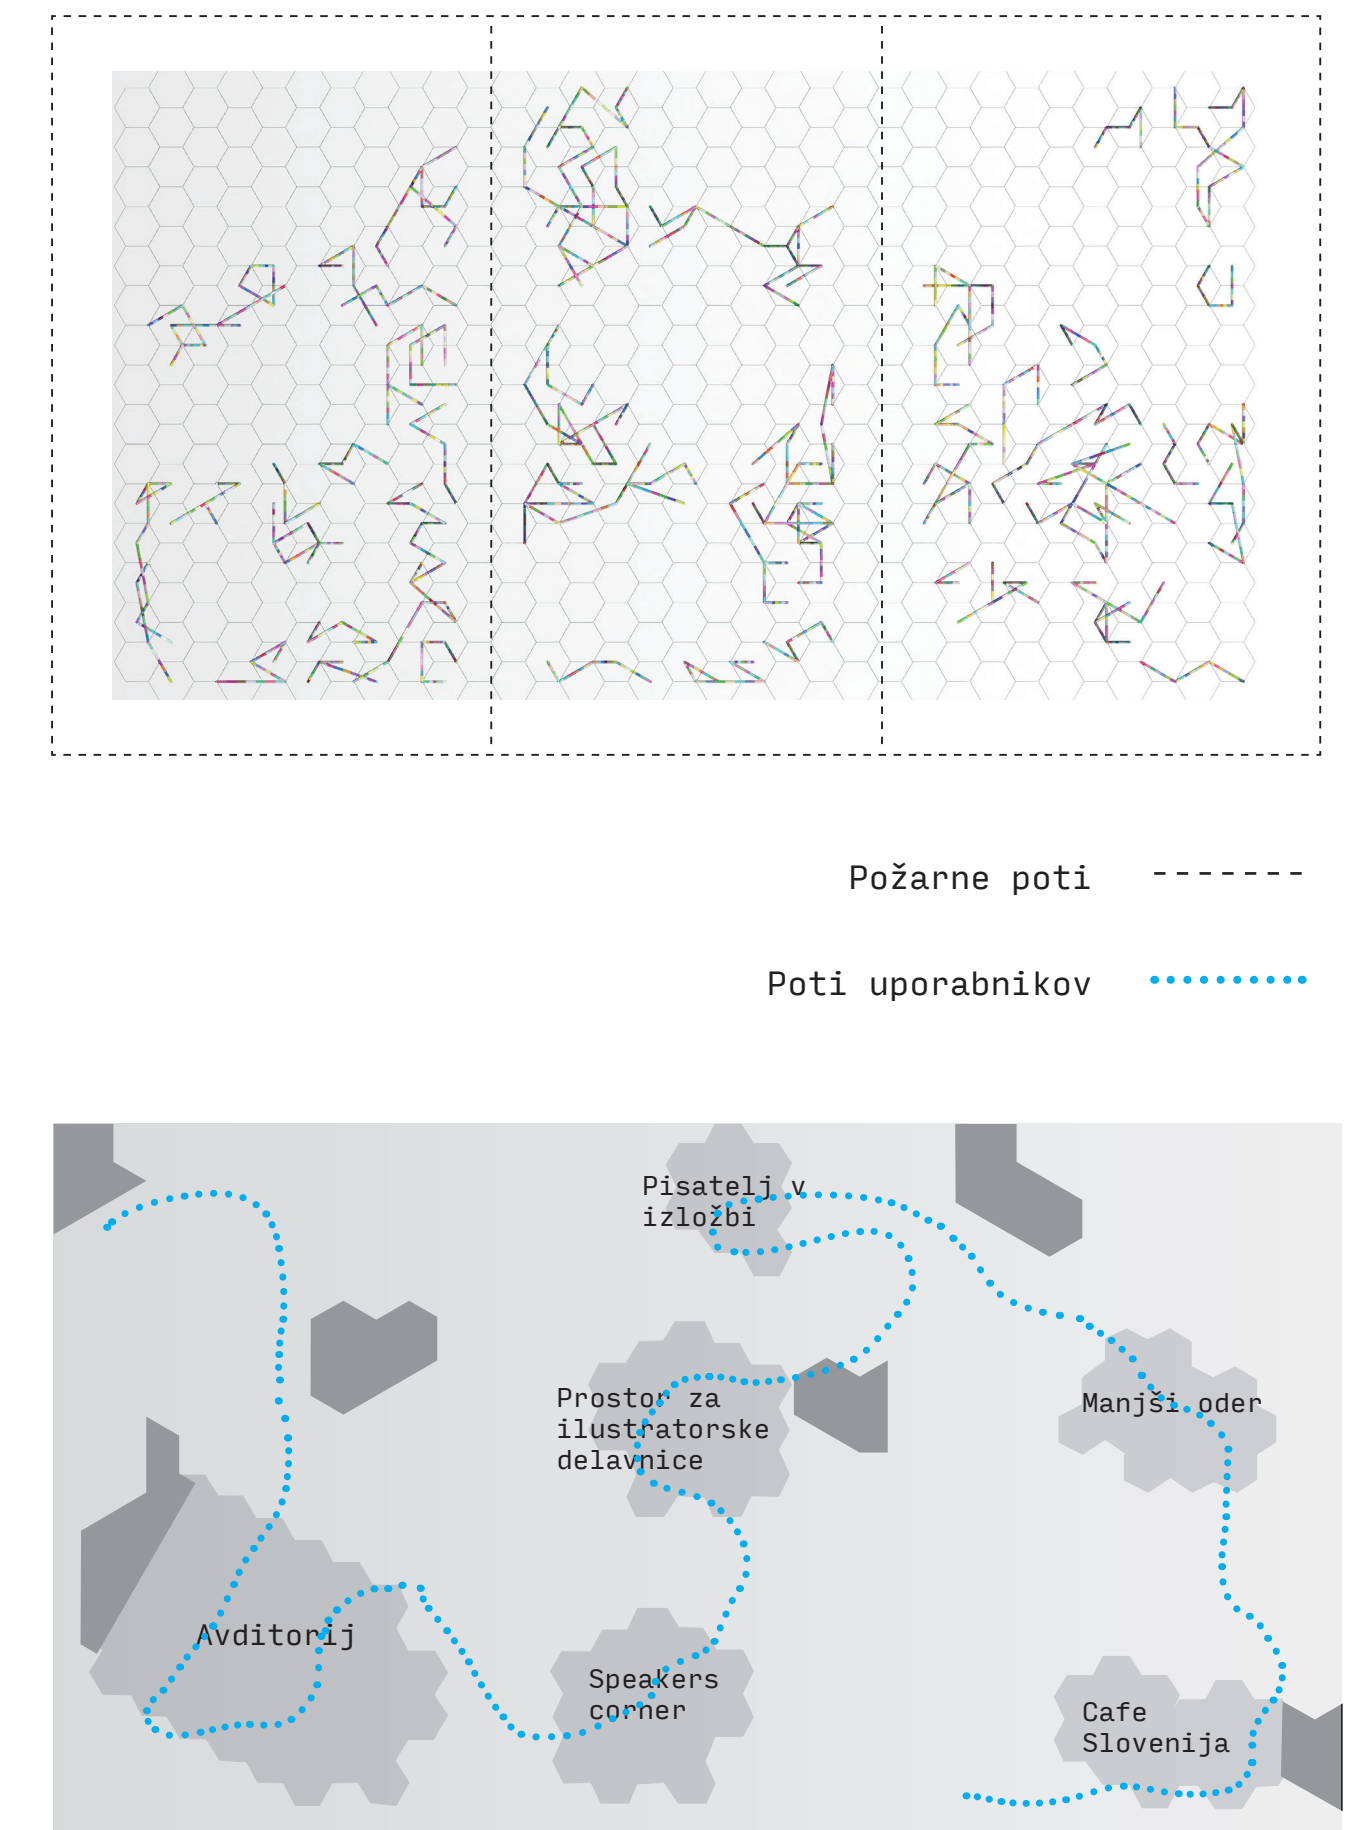 Požarne poti
Poti uporabnikov
Pisatelj v
izložbi
Prostor za
ilustratorske
delavnice
Manjši oder
Avditorij
Speakers
corner
Cafe
Slovenija